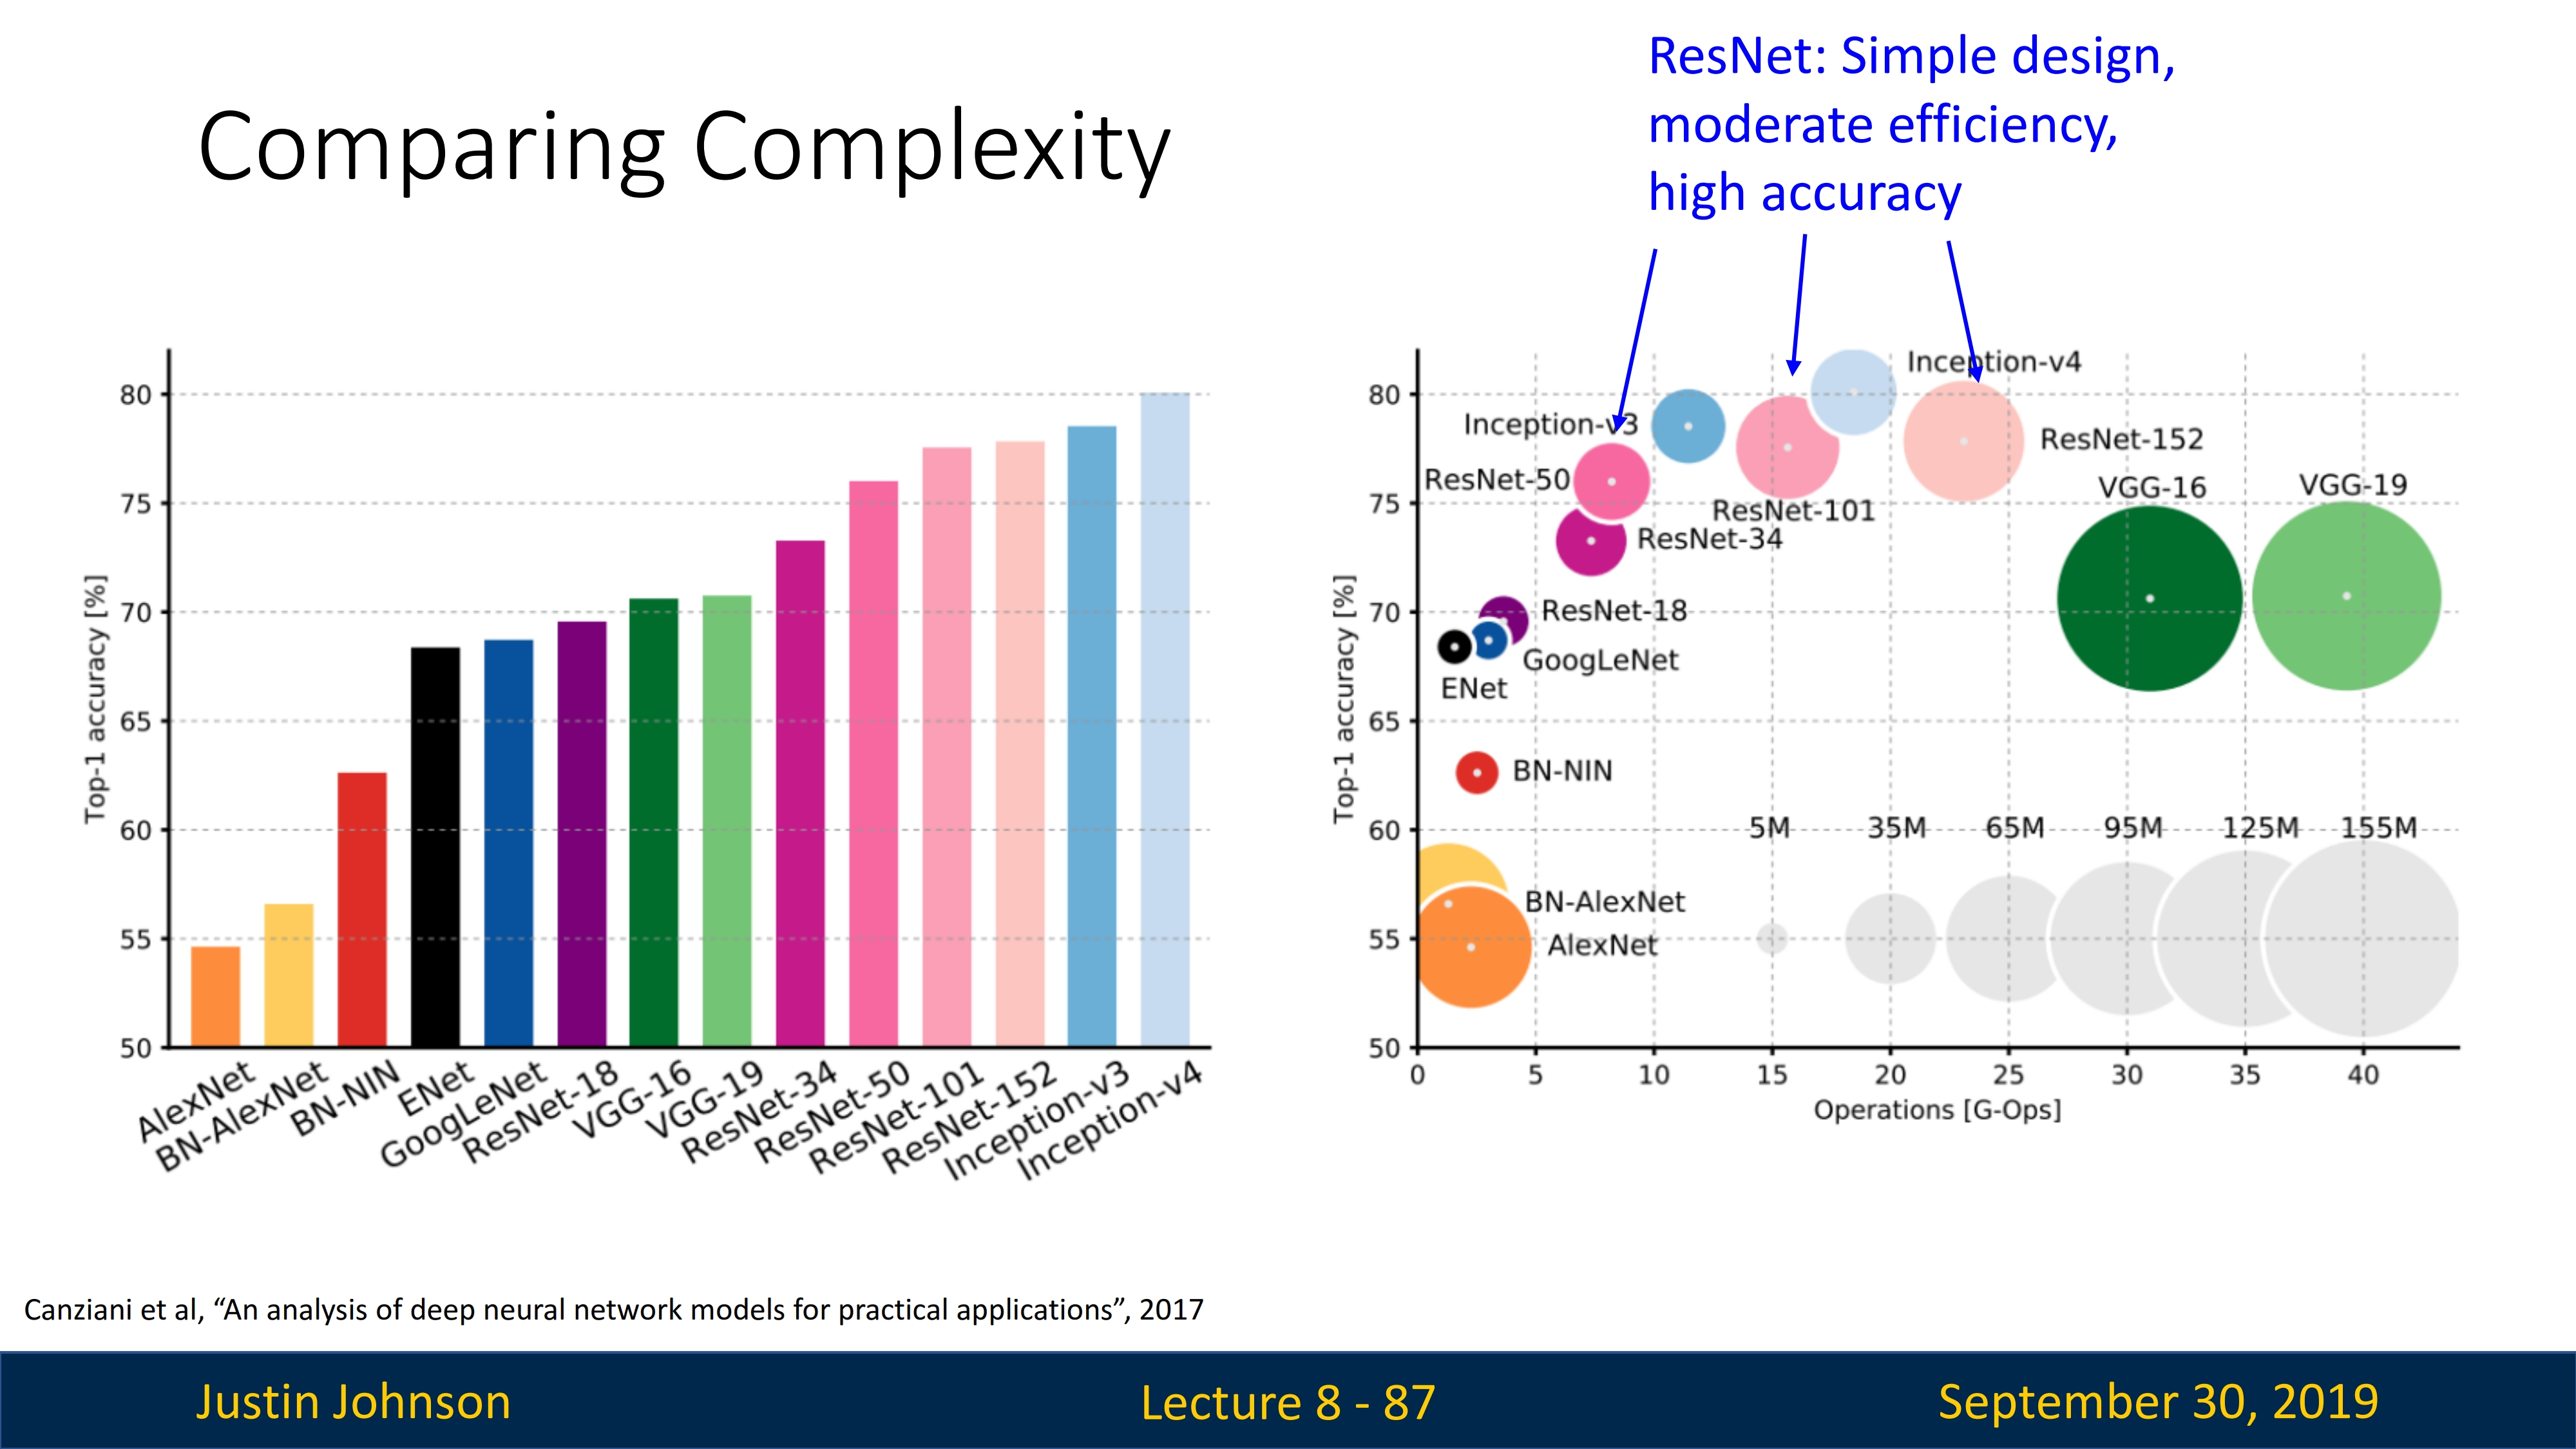 Comparing Complexity
ResNet: Simple design,
moderate efficiency,
high accuracy
Top-1 accuracy [%]
80
75
70
65
60
55
50
AlexNet
BN-AlexNet
BN-NIN
ENet
GoogLeNet
ResNet-18
VGG-16
VGG-19
ResNet-34
ResNet-50
ResNet-101
ResNet-152
Inception-v3
Inception-v4
Top-1 accuracy [%]
80
75
70
65
60
55
50
Inception-v4
Inception-v3
ResNet-152
ResNet-50
VGG-16
VGG-19
ResNet-101
ResNet-34
ResNet-18
GoogLeNet
ENet
BN-NIN
5M 35M 65M 95M 125M 155M
BN-AlexNet
AlexNet
0 5 10 15 20 25 30 35 40
Operations [G-Ops]
Canziani et al, “An analysis of deep neural network models for practical applications”, 2017
Justin Johnson
Lecture 8 - 87
September 30, 2019